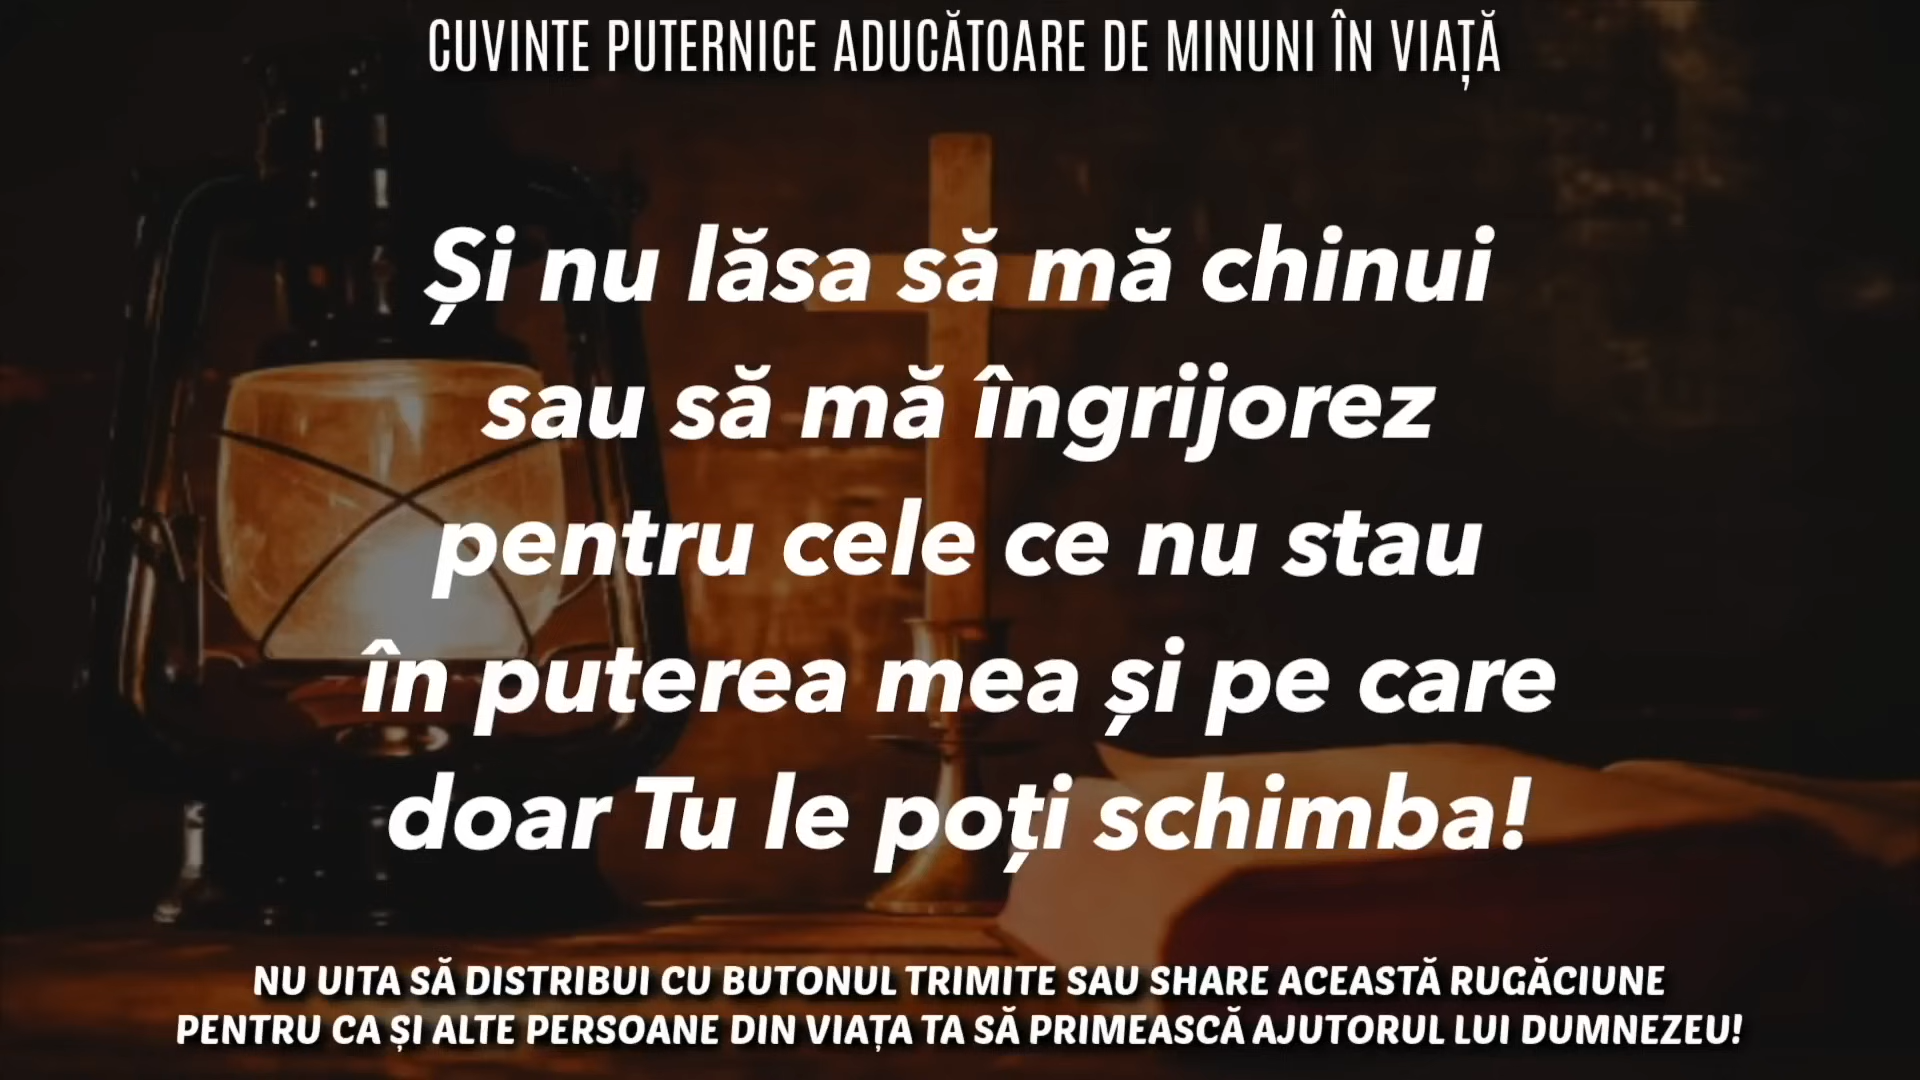 CUVINTE PUTERNICE ADUCĂTOARE DE MINUNI ÎN VIAȚĂ
Și nu lăsa să mă chinui
sau să mă îngrijorez
pentru cele ce nu stau
în puterea mea și pe care
doar Tu le poți schimba!
NU UITA SĂ DISTRIBUI CU BUTONUL TRIMITE SAU SHARE ACEASTĂ RUGĂCIUNE
PENTRU CA ȘI ALTE PERSOANE DIN VIAȚA TA SĂ PRIMEASCĂ AJUTORUL LUI DUMNEZEU!